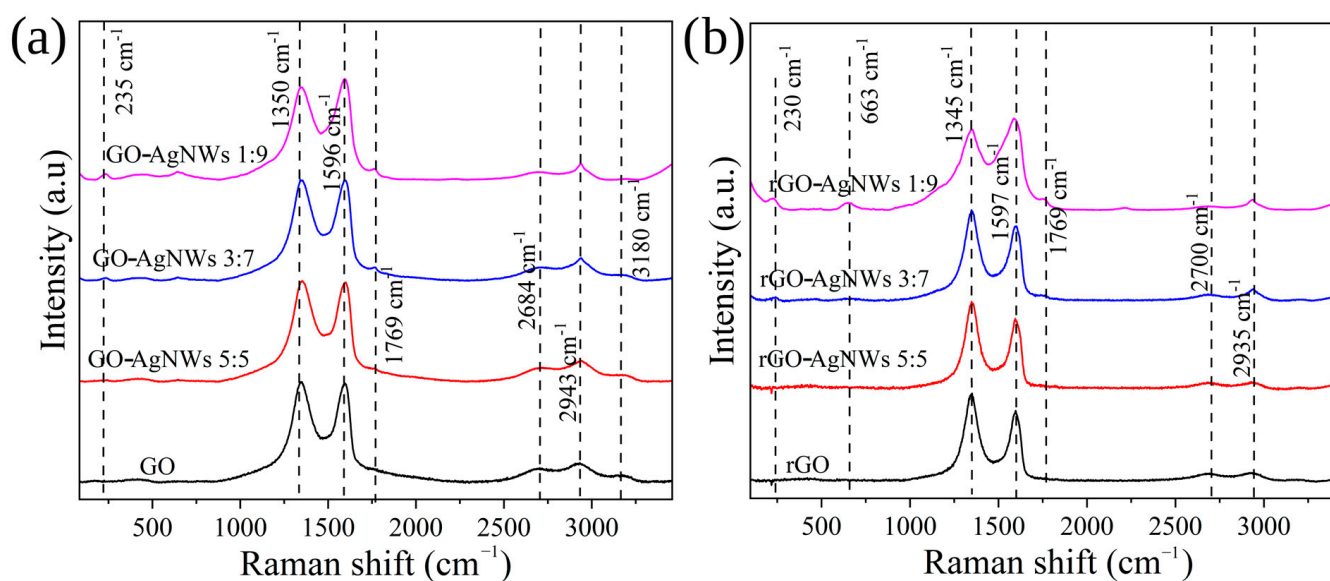 (a)
Intensity (a.u)
235 cm⁻¹
1350 cm⁻¹
1596 cm⁻¹
1769 cm⁻¹
2684 cm⁻¹
2943 cm⁻¹
3180 cm⁻¹
GO-AgNWs 1:9
GO-AgNWs 3:7
GO-AgNWs 5:5
GO
500 1000 1500 2000 2500 3000
Raman shift (cm⁻¹)
(b)
Intensity (a.u.)
230 cm⁻¹
663 cm⁻¹
1345 cm⁻¹
1597 cm⁻¹
1769 cm⁻¹
2700 cm⁻¹
2935 cm⁻¹
rGO-AgNWs 1:9
rGO-AgNWs 3:7
rGO-AgNWs 5:5
rGO
500 1000 1500 2000 2500 3000
Raman shift (cm⁻¹)